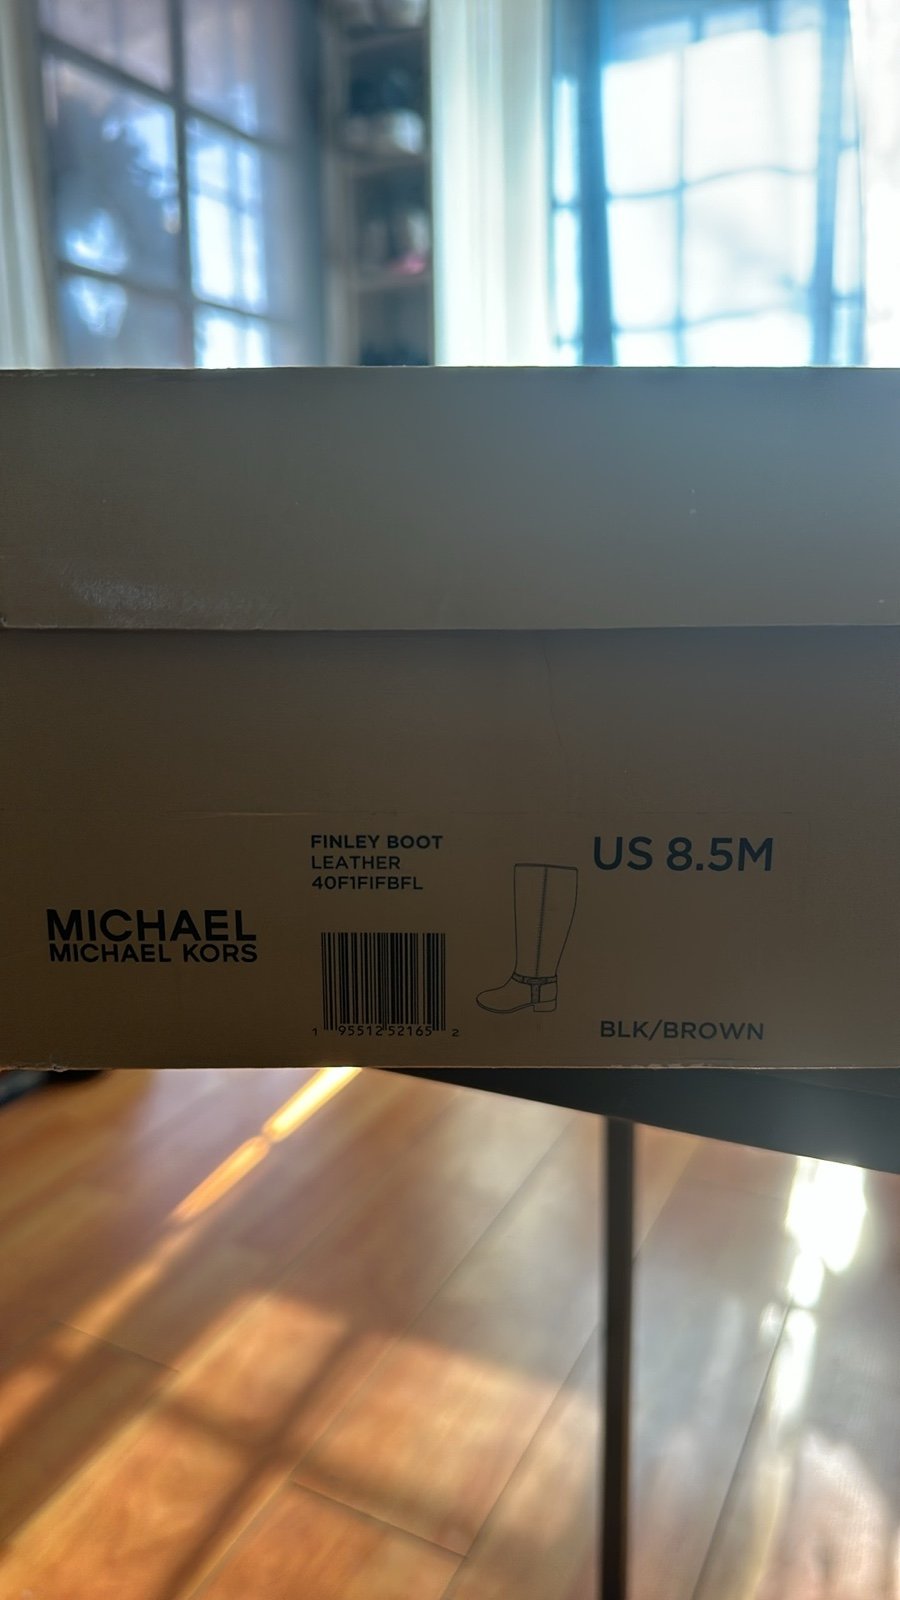 FINLEY BOOT
LEATHER
40F1FIFBFL
US 8.5M
MICHAEL
MICHAEL KORS
1 95512 52165 2
BLK/BROWN